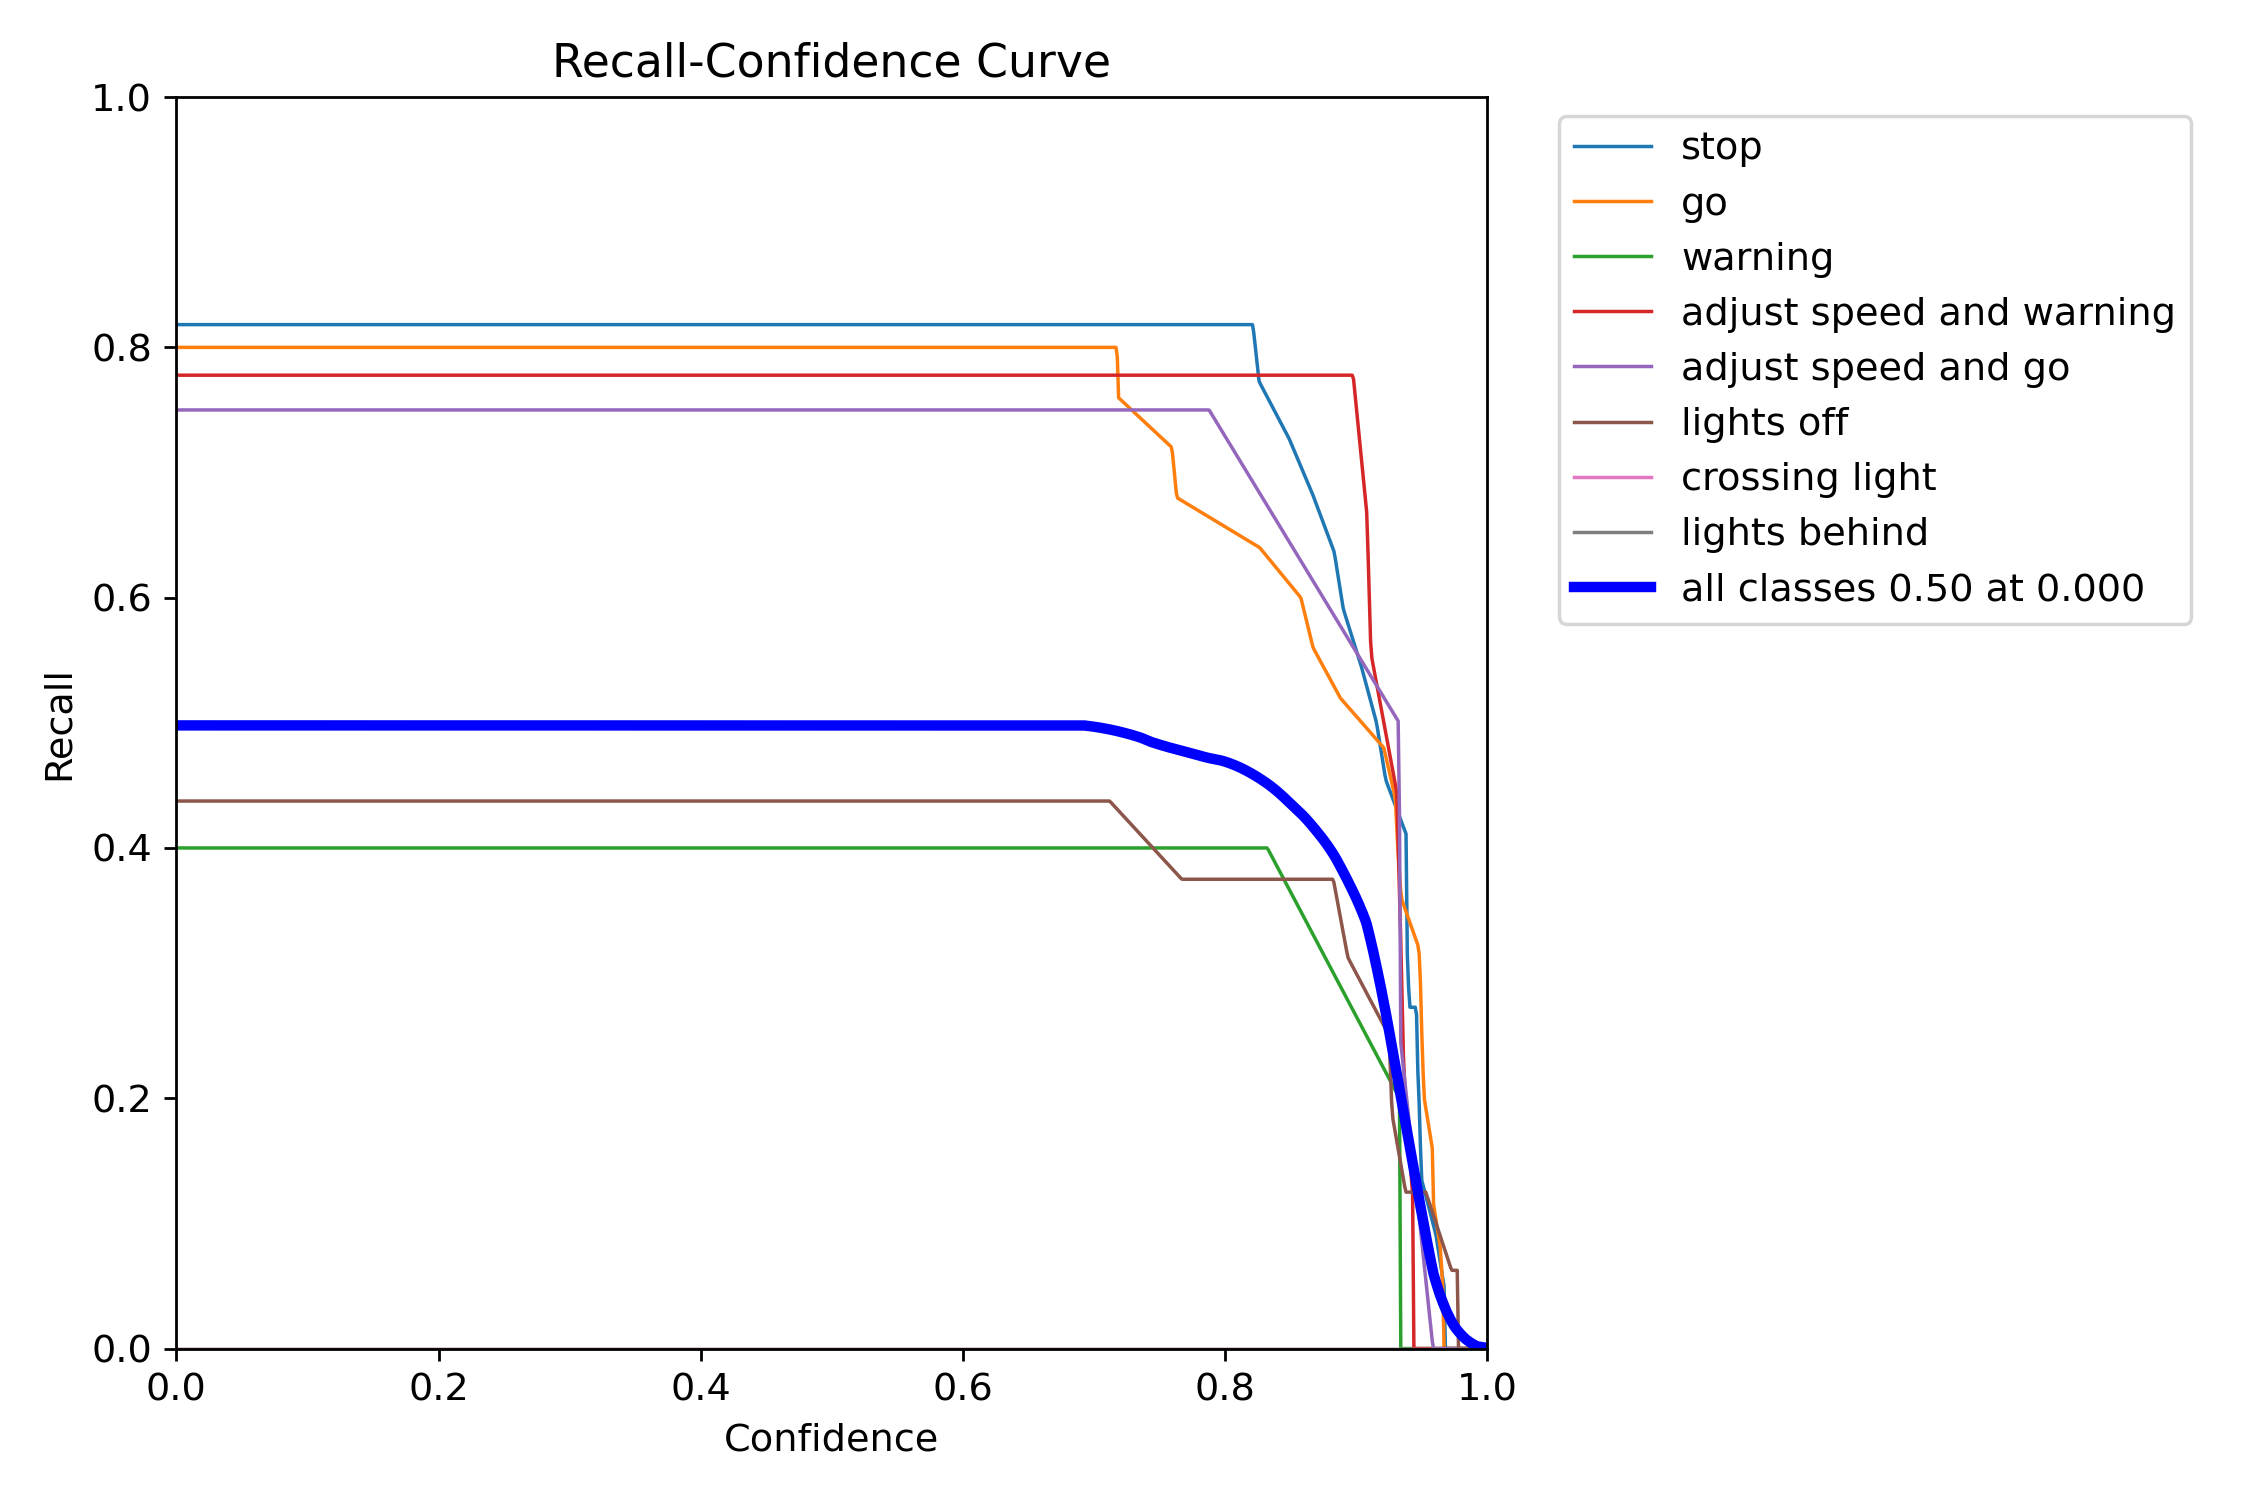 Recall-Confidence Curve
1.0
0.8
0.6
0.4
0.2
0.0
Recall
0.0 0.2 0.4 0.6 0.8 1.0
Confidence
stop
go
warning
adjust speed and warning
adjust speed and go
lights off
crossing light
lights behind
all classes 0.50 at 0.000